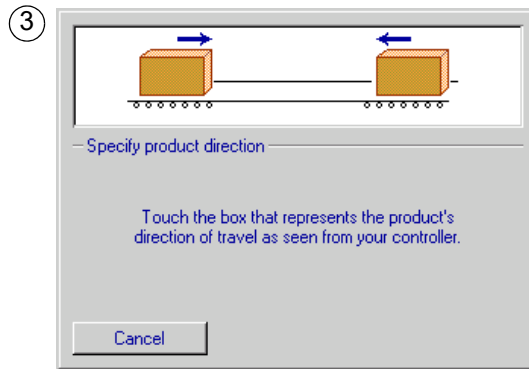 3
Specify product direction
Touch the box that represents the product's
direction of travel as seen from your controller.
Cancel